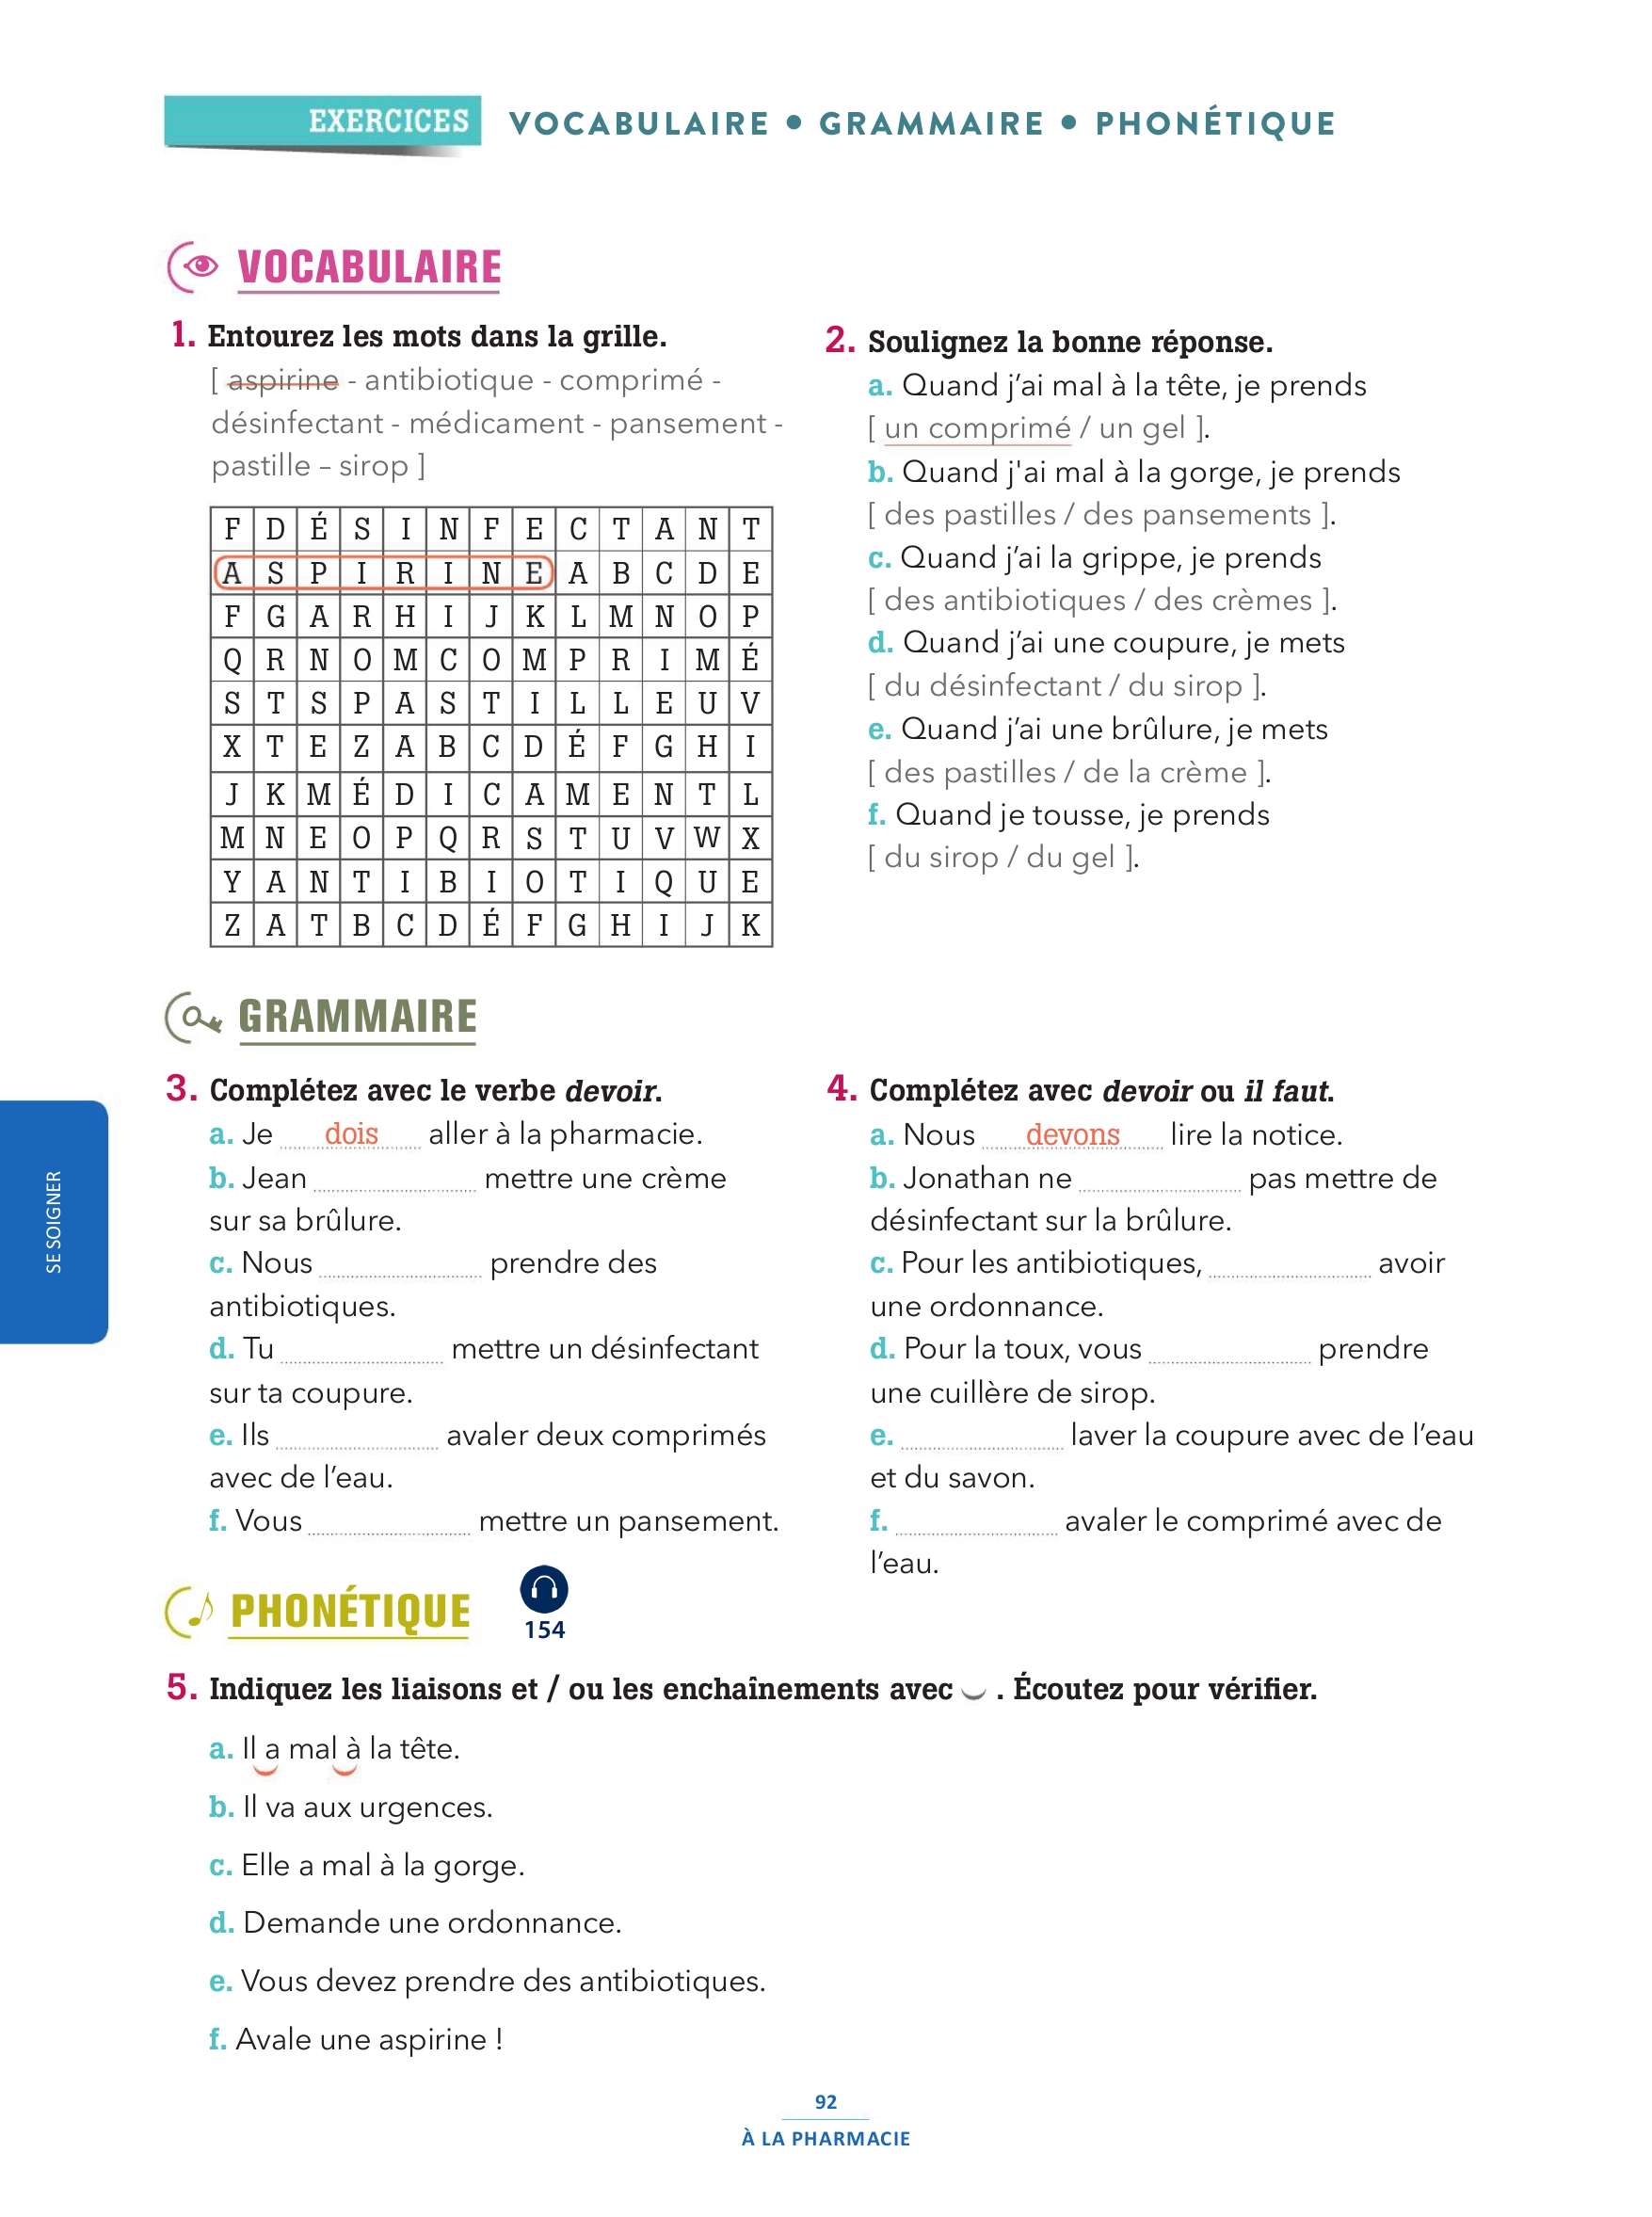 EXERCICES VOCABULAIRE • GRAMMAIRE • PHONÉTIQUE
VOCABULAIRE
1. Entourez les mots dans la grille.
[ aspirine - antibiotique - comprimé -
désinfectant - médicament - pansement -
pastille – sirop ]
F D É S I N F E C T A N T
A S P I R I N E A B C D E
F G A R H I J K L M N O P
Q R N O M C O M P R I M É
S T S P A S T I L L E U V
X T E Z A B C D É F G H I
J K M É D I C A M E N T L
M N E O P Q R S T U V W X
Y A N T I B I O T I Q U E
Z A T B C D É F G H I J K
2. Soulignez la bonne réponse.
a. Quand j’ai mal à la tête, je prends
[ un comprimé / un gel ].
b. Quand j'ai mal à la gorge, je prends
[ des pastilles / des pansements ].
c. Quand j’ai la grippe, je prends
[ des antibiotiques / des crèmes ].
d. Quand j’ai une coupure, je mets
[ du désinfectant / du sirop ].
e. Quand j’ai une brûlure, je mets
[ des pastilles / de la crème ].
f. Quand je tousse, je prends
[ du sirop / du gel ].
GRAMMAIRE
3. Complétez avec le verbe devoir.
a. Je dois aller à la pharmacie.
b. Jean ........ mettre une crème
sur sa brûlure.
c. Nous ........ prendre des
antibiotiques.
d. Tu ........ mettre un désinfectant
sur ta coupure.
e. Ils ........ avaler deux comprimés
avec de l’eau.
f. Vous ........ mettre un pansement.
4. Complétez avec devoir ou il faut.
a. Nous devons lire la notice.
b. Jonathan ne ........ pas mettre de
désinfectant sur la brûlure.
c. Pour les antibiotiques, ........ avoir
une ordonnance.
d. Pour la toux, vous ........ prendre
une cuillère de sirop.
e. ........ laver la coupure avec de l’eau
et du savon.
f. ........ avaler le comprimé avec de
l’eau.
SE SOIGNER
PHONÉTIQUE
154
5. Indiquez les liaisons et / ou les enchaînements avec ‿ . Écoutez pour vérifier.
a. Il a mal à la tête.
b. Il va aux urgences.
c. Elle a mal à la gorge.
d. Demande une ordonnance.
e. Vous devez prendre des antibiotiques.
f. Avale une aspirine !
92
À LA PHARMACIE